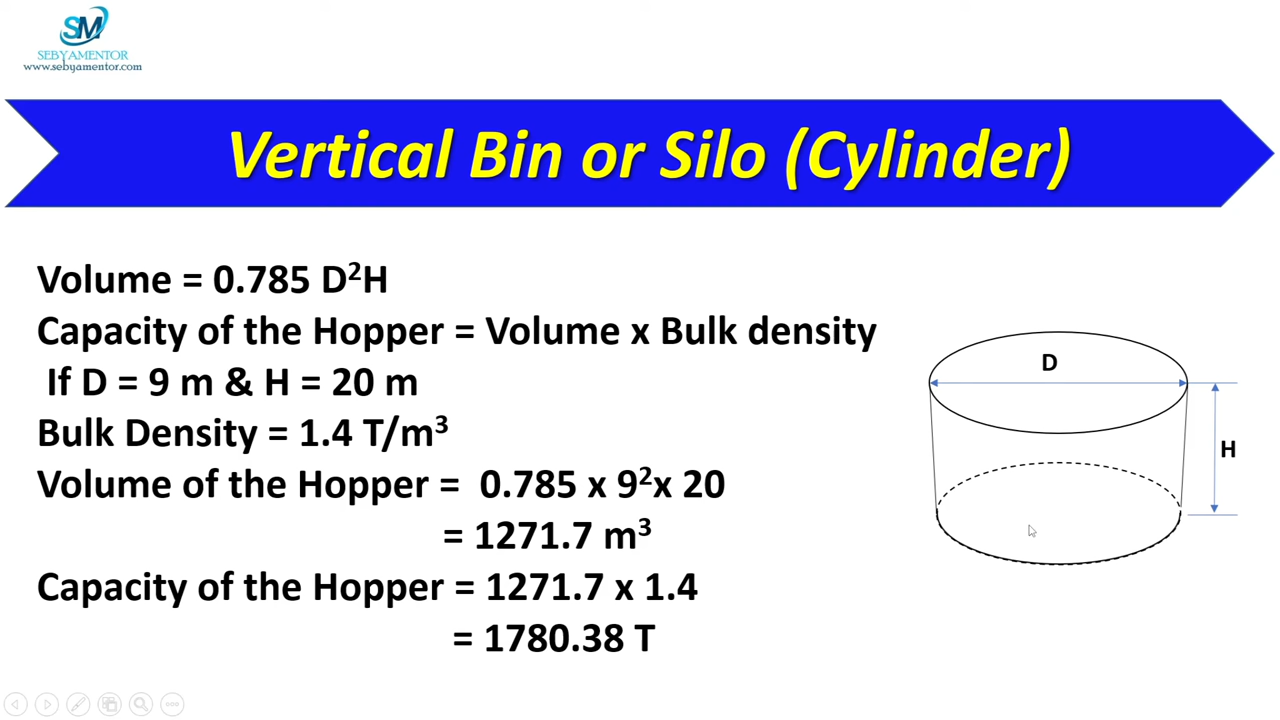 SM
SEBYAMENTOR
www.sebyamentor.com
Vertical Bin or Silo (Cylinder)
Volume = 0.785 D²H
Capacity of the Hopper = Volume x Bulk density
If D = 9 m & H = 20 m
Bulk Density = 1.4 T/m³
Volume of the Hopper = 0.785 x 9²x 20
= 1271.7 m³
Capacity of the Hopper = 1271.7 x 1.4
= 1780.38 T
D
H